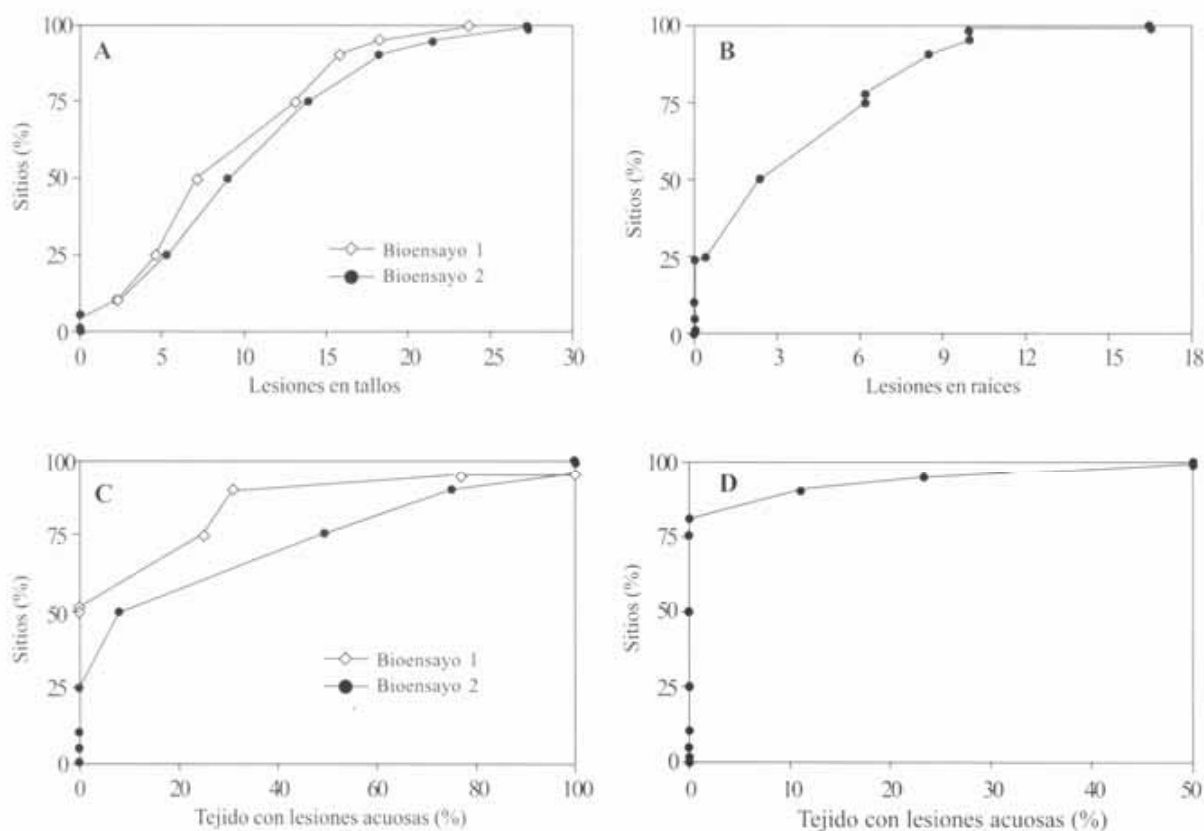 A
Sitios (%)
100
75
50
25
0
0 5 10 15 20 25 30
Lesiones en tallos
Bioensayo 1
Bioensayo 2
B
Sitios (%)
100
75
50
25
0
0 3 6 9 12 15 18
Lesiones en raices
C
Sitios (%)
100
75
50
25
0
0 20 40 60 80 100
Tejido con lesiones acuosas (%)
Bioensayo 1
Bioensayo 2
D
Sitios (%)
100
75
50
25
0
0 10 20 30 40 50
Tejido con lesiones acuosas (%)